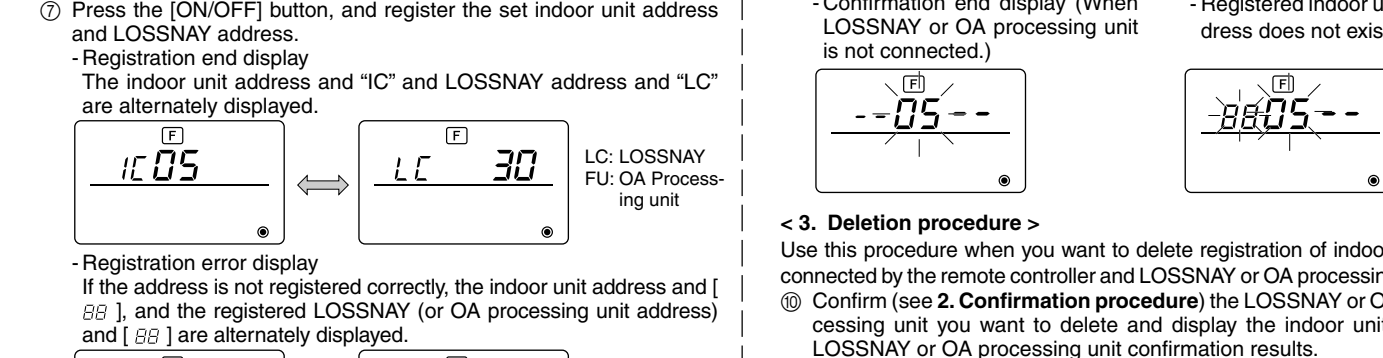 ⑦ Press the [ON/OFF] button, and register the set indoor unit address
and LOSSNAY address.
- Registration end display
The indoor unit address and “IC” and LOSSNAY address and “LC”
are alternately displayed.
F
IC 05
F
LC 30
LC: LOSSNAY
FU: OA Process-
ing unit
- Registration error display
If the address is not registered correctly, the indoor unit address and [
88 ], and the registered LOSSNAY (or OA processing unit address)
and [ 88 ] are alternately displayed.
- Confirmation end display (When
LOSSNAY or OA processing unit
is not connected.)
F
--05--
- Registered indoor u
dress does not exis
F
8805--
< 3. Deletion procedure >
Use this procedure when you want to delete registration of indoor
connected by the remote controller and LOSSNAY or OA processin
⑩ Confirm (see 2. Confirmation procedure) the LOSSNAY or O
cessing unit you want to delete and display the indoor unit
LOSSNAY or OA processing unit confirmation results.